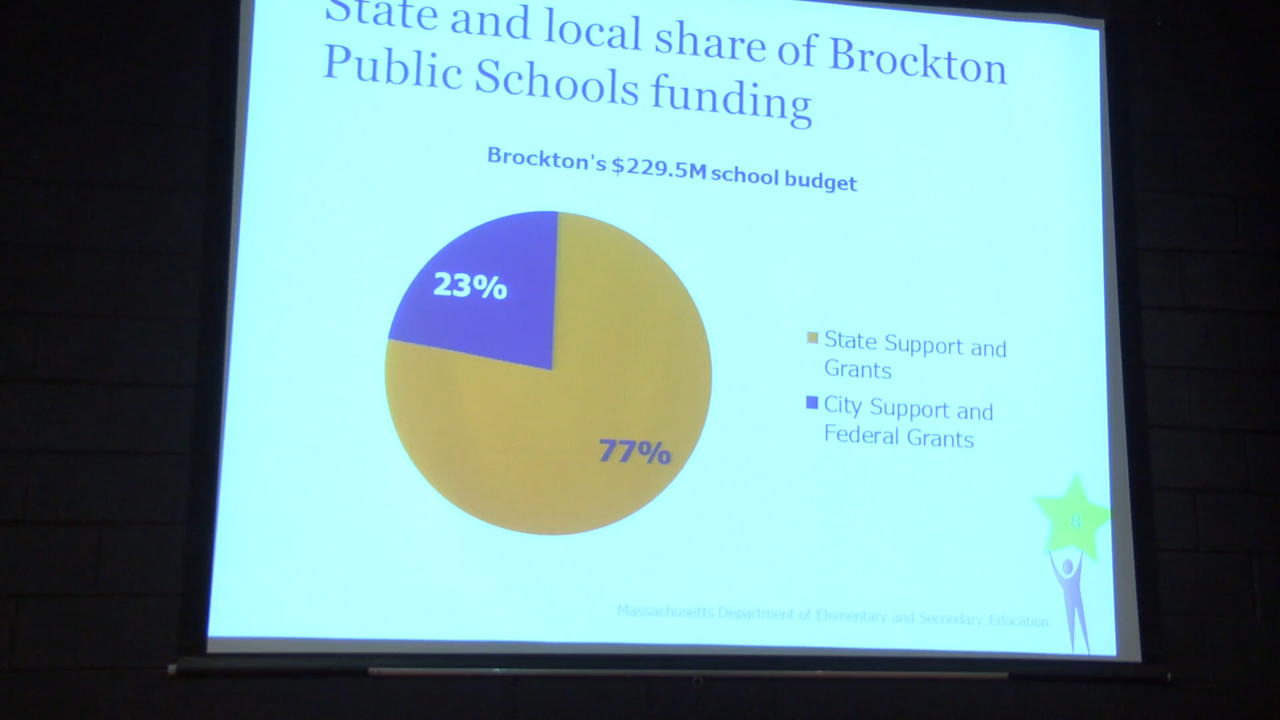 State and local share of Brockton
Public Schools funding
Brockton's $229.5M school budget
23%
77%
State Support and
Grants
City Support and
Federal Grants
8
Massachusetts Department of Elementary and Secondary Education